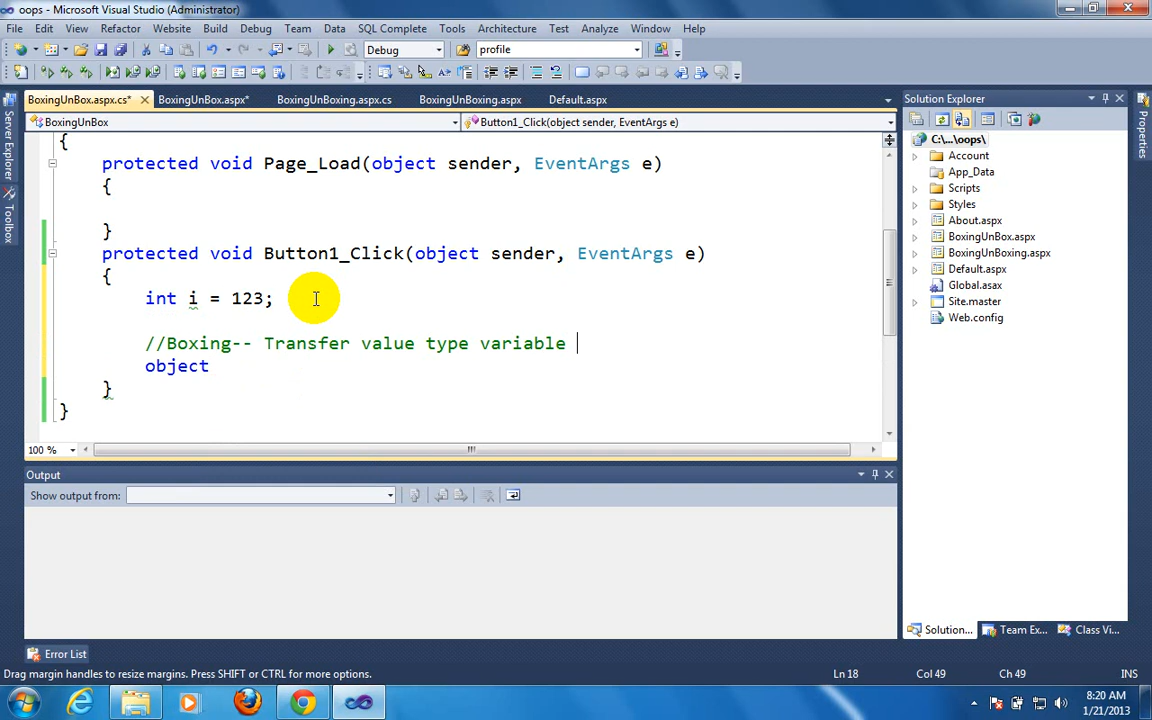 oops - Microsoft Visual Studio (Administrator)
File Edit View Refactor Website Build Debug Team Data SQL Complete Tools Architecture Test Analyze Window Help
Debug profile
BoxingUnBox.aspx.cs* BoxingUnBox.aspx* BoxingUnBoxing.aspx.cs BoxingUnBoxing.aspx Default.aspx
BoxingUnBox Button1_Click(object sender, EventArgs e)
{
protected void Page_Load(object sender, EventArgs e)
{
}
protected void Button1_Click(object sender, EventArgs e)
{
int i = 123;
//Boxing-- Transfer value type variable
object
}
}
100 %
Output
Show output from:
Error List
Drag margin handles to resize margins. Press SHIFT or CTRL for more options.
Ln 18 Col 49 Ch 49 INS
Server Explorer
Toolbox
Solution Explorer
C:\...\oops\
Account
App_Data
Scripts
Styles
About.aspx
BoxingUnBox.aspx
BoxingUnBoxing.aspx
Default.aspx
Global.asax
Site.master
Web.config
Solution... Team Ex... Class Vi...
Properties
8:20 AM
1/21/2013